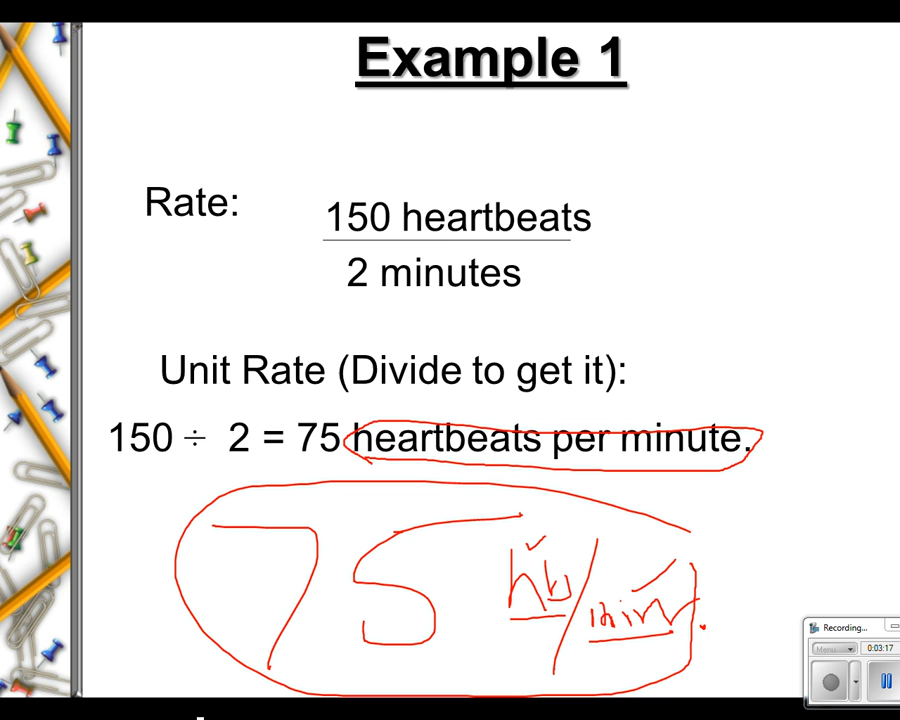 Example 1
Rate:
150 heartbeats
2 minutes
Unit Rate (Divide to get it):
150 ÷ 2 = 75 heartbeats per minute.
75 hb/min.
Recording...
Menu
0:03:17